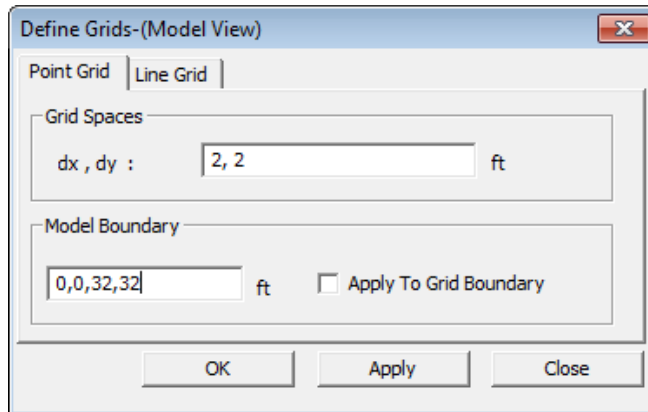 Define Grids-(Model View)
Point Grid Line Grid
Grid Spaces
dx , dy : 2, 2 ft
Model Boundary
0,0,32,32 ft Apply To Grid Boundary
OK Apply Close